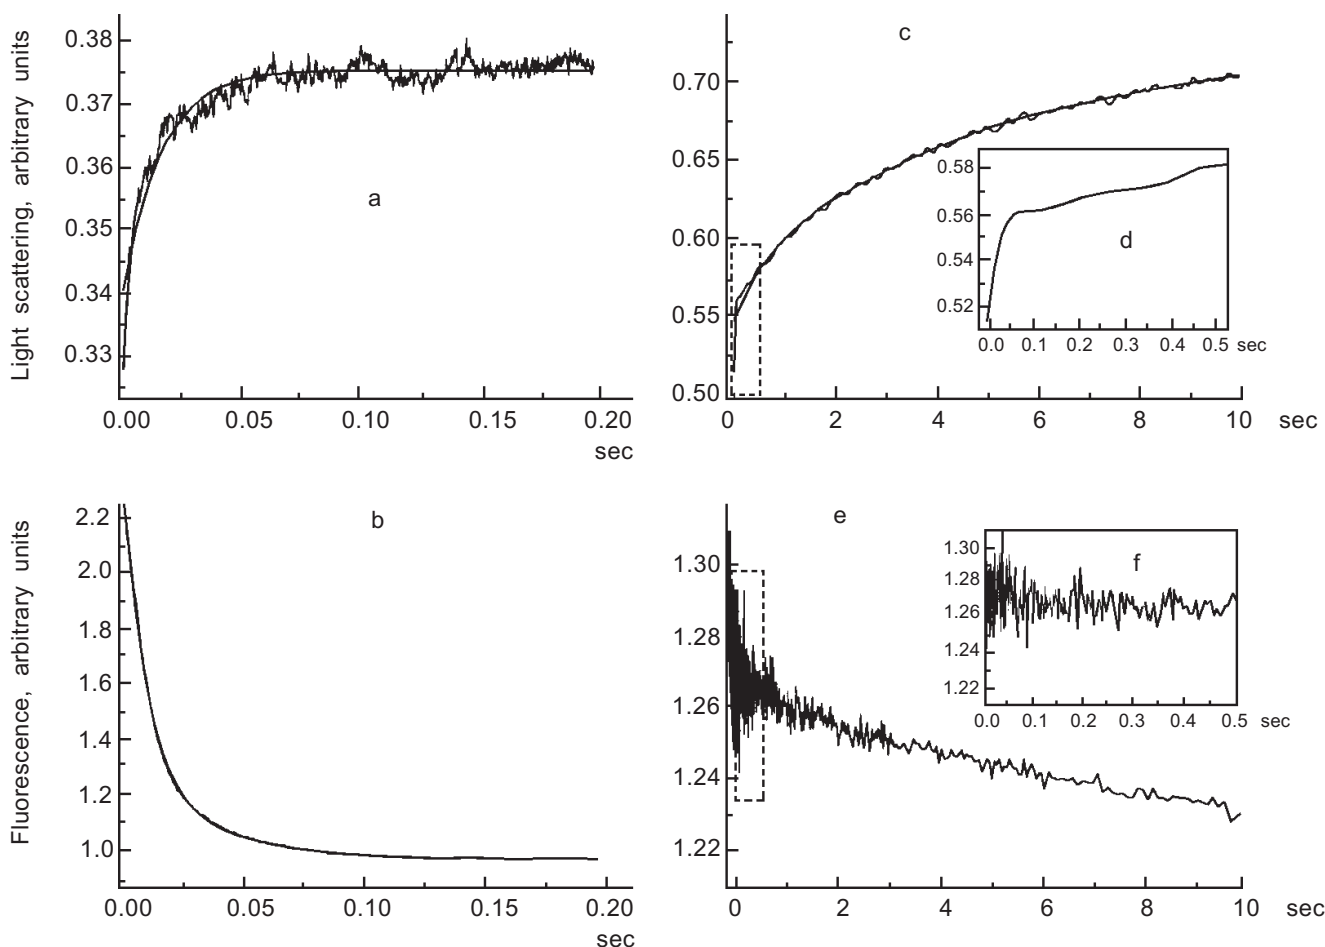 Light scattering, arbitrary units
0.38
0.37
0.36
0.35
0.34
0.33
a
0.00 0.05 0.10 0.15 0.20
sec
c
0.70
0.65
0.60
0.55
0.50
0 2 4 6 8 10 sec
d
0.58
0.56
0.54
0.52
0.0 0.1 0.2 0.3 0.4 0.5 sec
Fluorescence, arbitrary units
b
2.2
2.0
1.8
1.6
1.4
1.2
1.0
0.00 0.05 0.10 0.15 0.20
sec
e
1.30
1.28
1.26
1.24
1.22
0 2 4 6 8 10 sec
f
1.30
1.28
1.26
1.24
1.22
0.0 0.1 0.2 0.3 0.4 0.5 sec